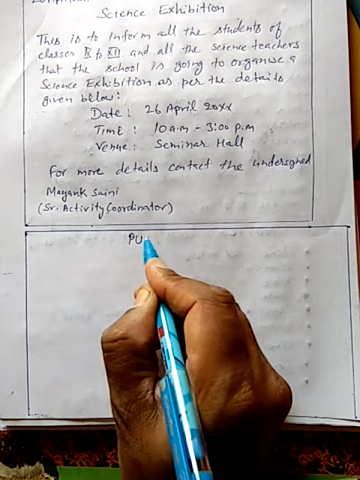 Science Exhibition
This is to inform all the students of
classes X to XII and all the science teachers
that the school is going to organise a
Science Exhibition as per the details
given below:
Date : 26 April 20xx
Time : 10 a.m - 3:00 p.m
Venue : Seminar Hall
For more details contact the undersigned
Mayank Saini
(Sr. Activity Coordinator)
PU